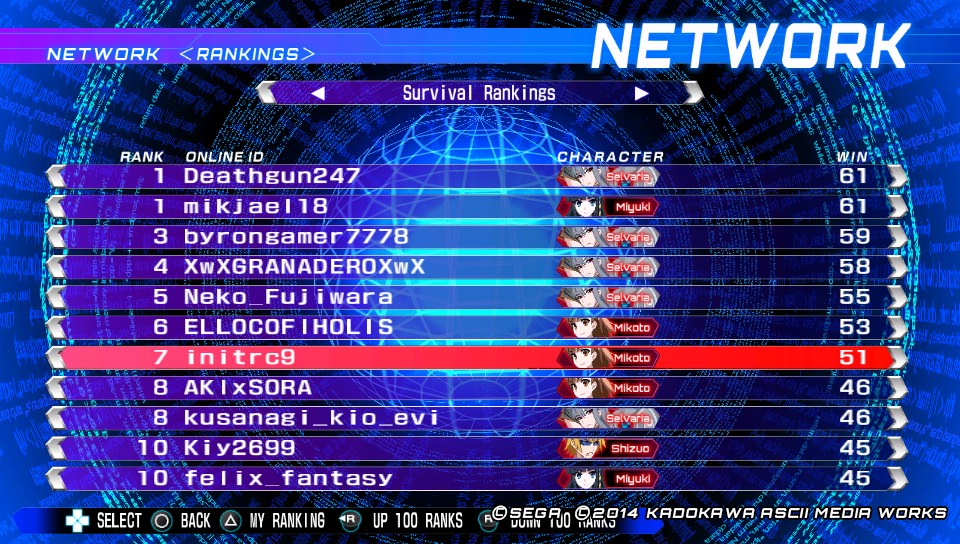 NETWORK <RANKINGS>
NETWORK
Survival Rankings
RANK ONLINE ID CHARACTER WIN
1 Deathgun247 Selvaria 61
1 mikjael18 Miyuki 61
3 byrongamer7778 Selvaria 59
4 XwXGRANADEROXwX Selvaria 58
5 Neko_Fujiwara Selvaria 55
6 ELLOCOFIHOLIS Mikoto 53
7 initrc9 Mikoto 51
8 AKIxSORA Mikoto 46
8 kusanagi_kio_evi Selvaria 46
10 Kiy2699 Shizuo 45
10 felix_fantasy Miyuki 45
SELECT BACK MY RANKING R UP 100 RANKS R DOWN 100 RANKS
©SEGA ©2014 KADOKAWA ASCII MEDIA WORKS